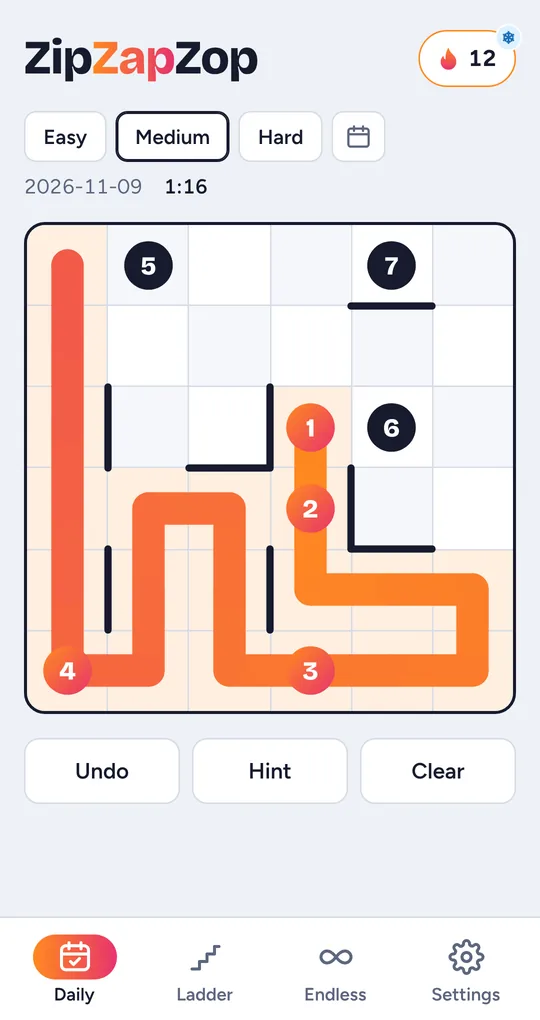 ZipZapZop
12
Easy Medium Hard
2026-11-09 1:16
5 7
1 6
2
4 3
Undo Hint Clear
Daily Ladder Endless Settings